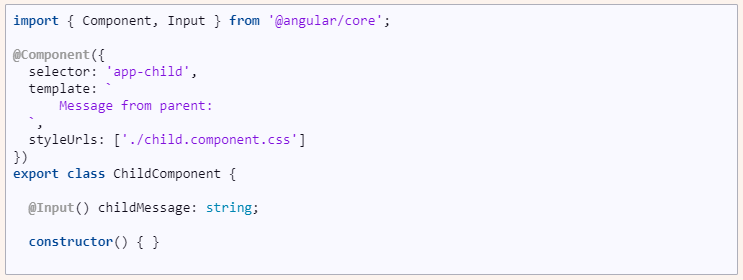 import { Component, Input } from '@angular/core';
@Component({
  selector: 'app-child',
  template: `
      Message from parent:
  `,
  styleUrls: ['./child.component.css']
})
export class ChildComponent {
  @Input() childMessage: string;
  constructor() { }